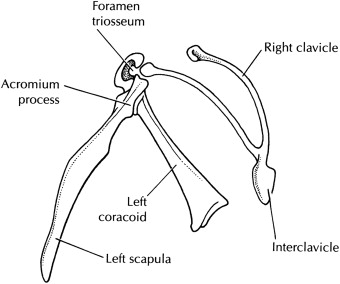 Foramen
triosseum
Right clavicle
Acromium
process
Left
coracoid
Interclavicle
Left scapula